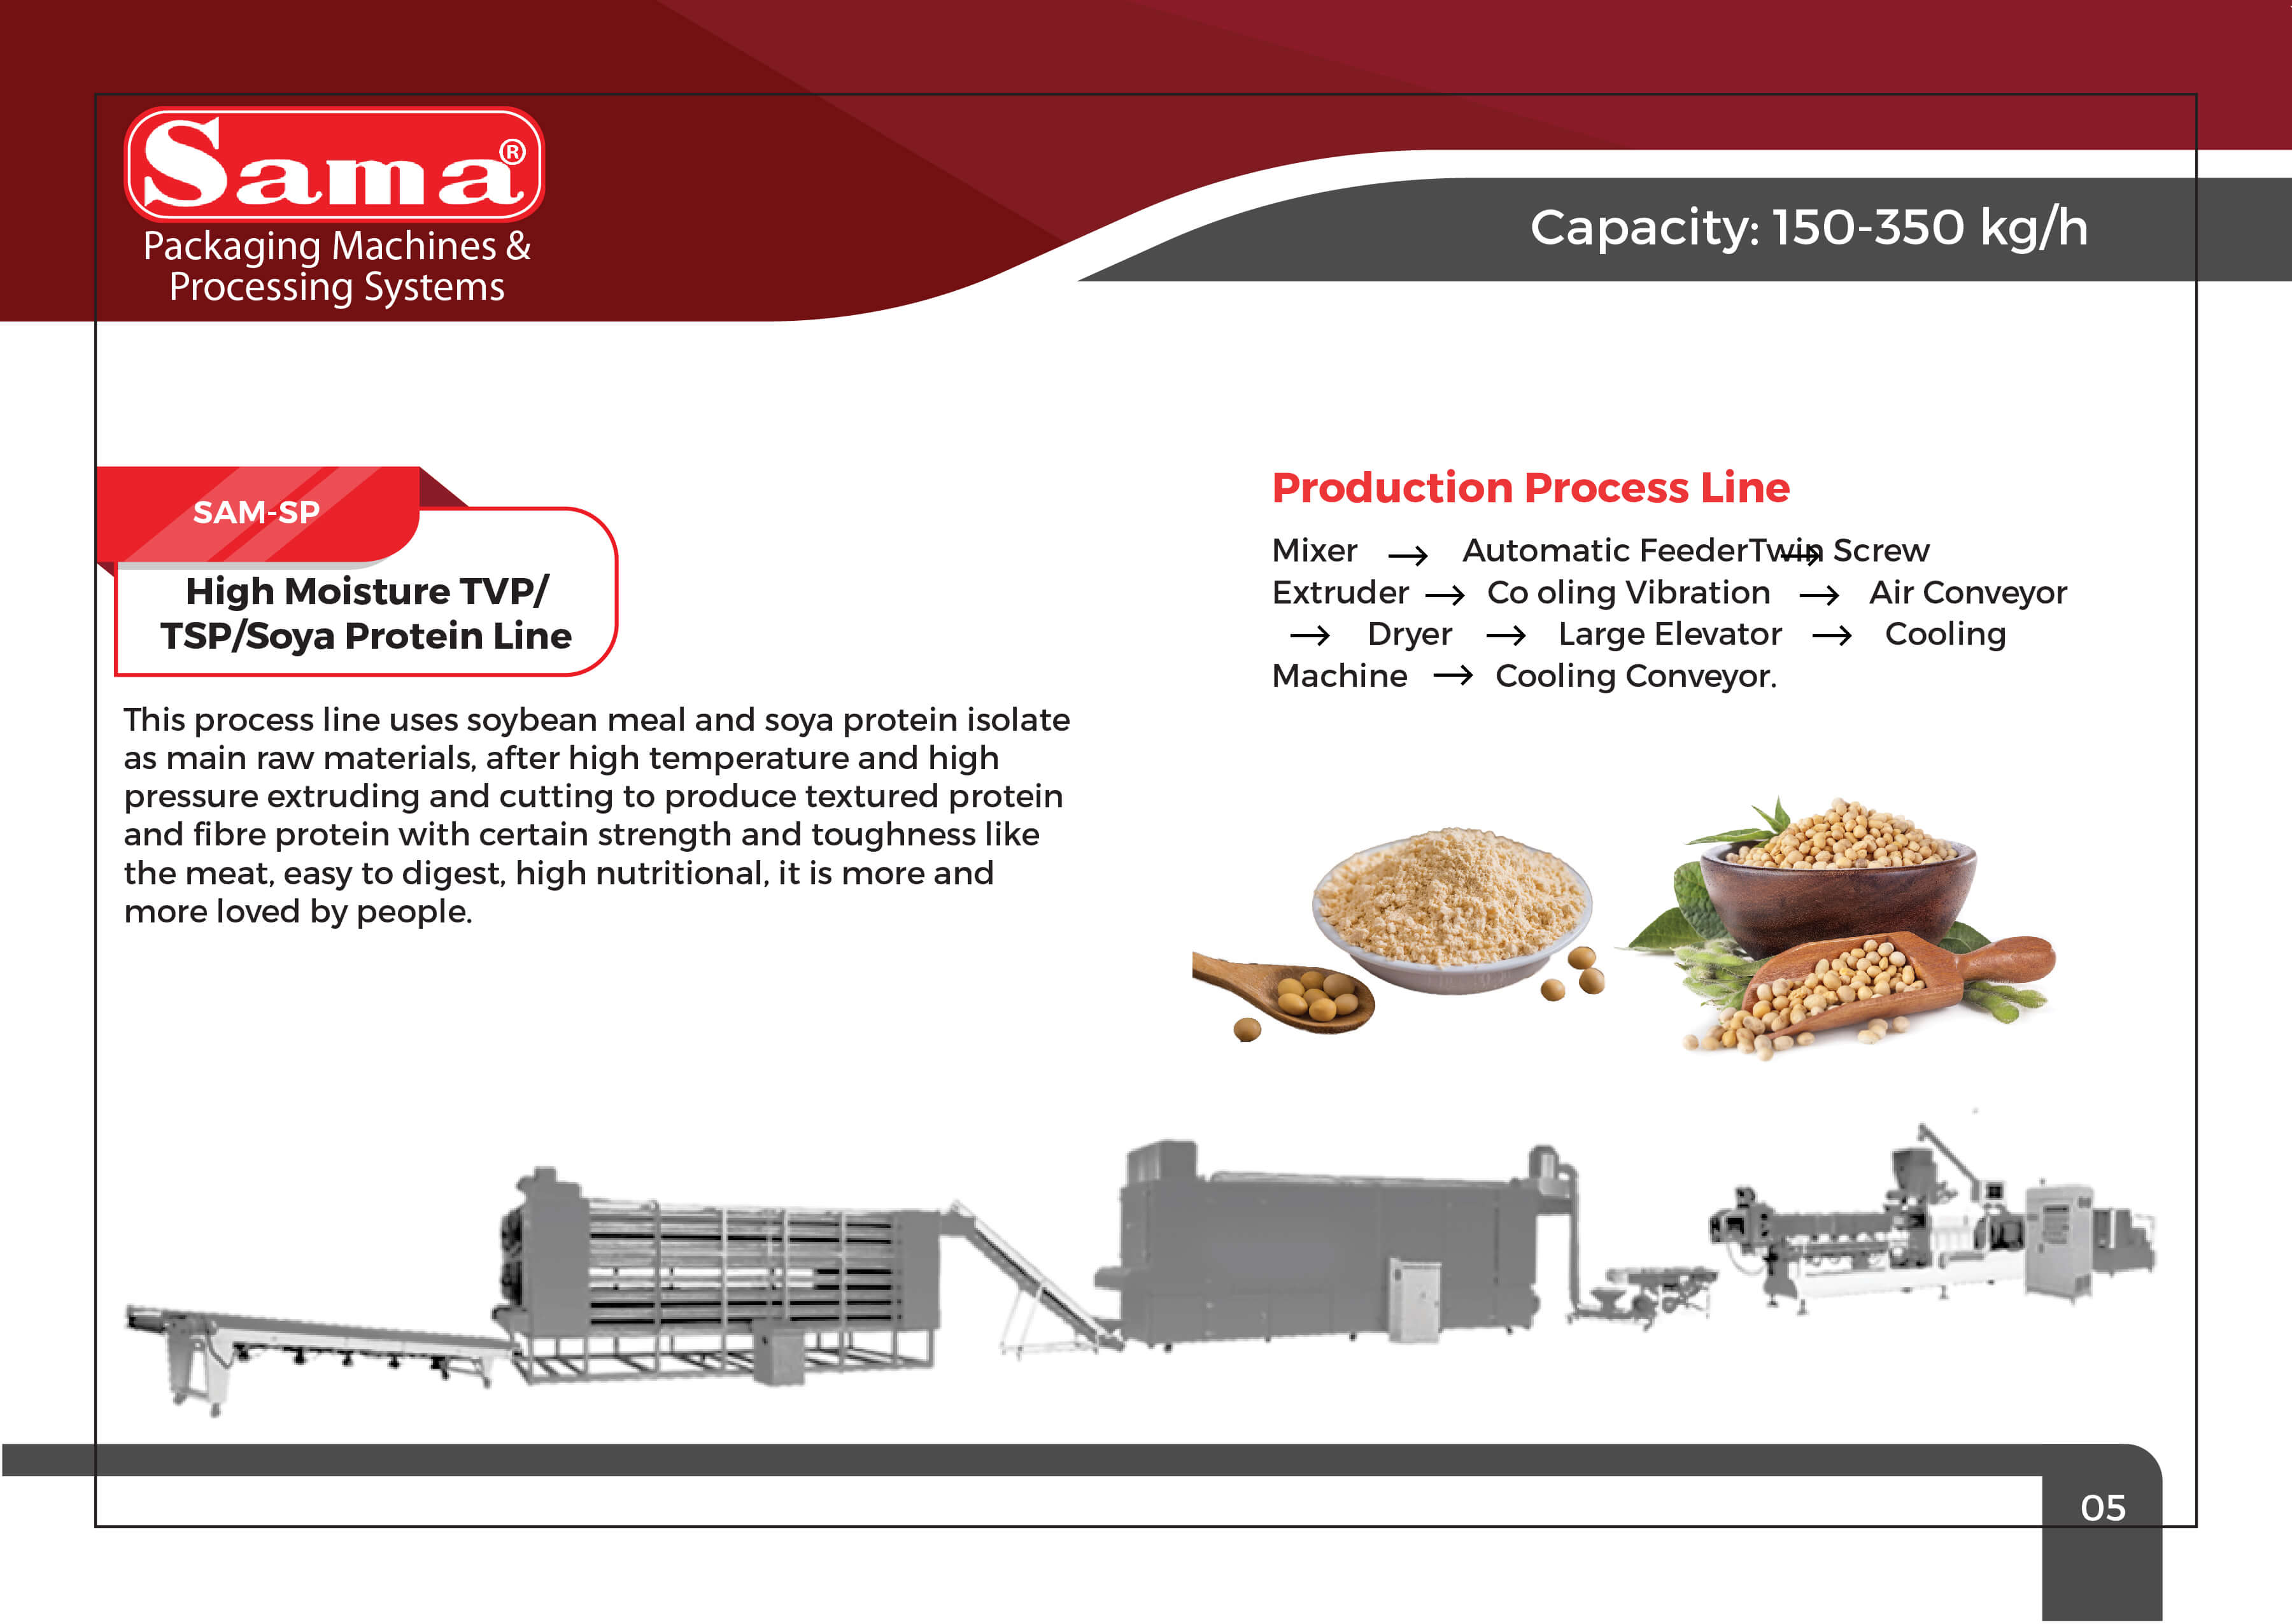 Sama®
Packaging Machines &
Processing Systems
Capacity: 150-350 kg/h
SAM-SP
High Moisture TVP/
TSP/Soya Protein Line
This process line uses soybean meal and soya protein isolate
as main raw materials, after high temperature and high
pressure extruding and cutting to produce textured protein
and fibre protein with certain strength and toughness like
the meat, easy to digest, high nutritional, it is more and
more loved by people.
Production Process Line
Mixer → Automatic FeederTwin → Screw
Extruder → Co oling Vibration → Air Conveyor
→ Dryer → Large Elevator → Cooling
Machine → Cooling Conveyor.
05